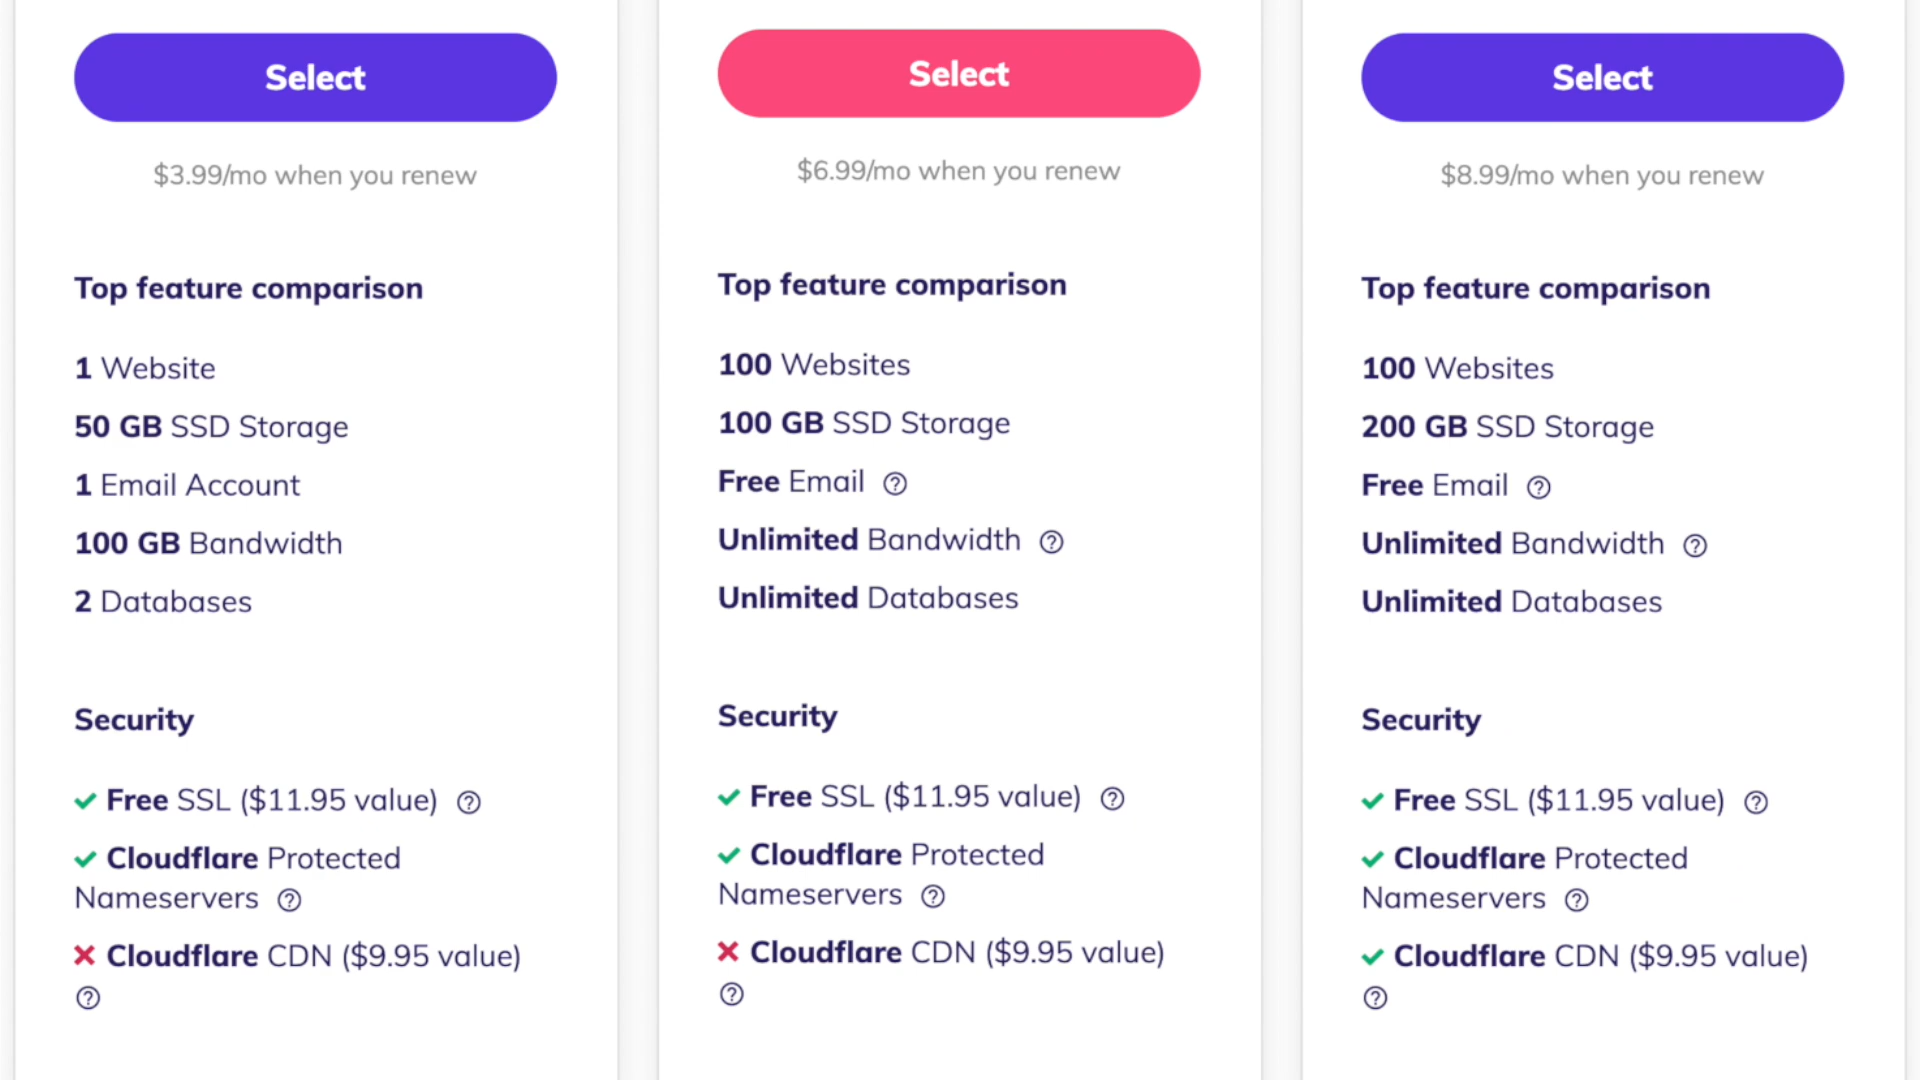 Select
$3.99/mo when you renew
Top feature comparison
1 Website
50 GB SSD Storage
1 Email Account
100 GB Bandwidth
2 Databases
Security
Free SSL ($11.95 value)
Cloudflare Protected
Nameservers
Cloudflare CDN ($9.95 value)
Select
$6.99/mo when you renew
Top feature comparison
100 Websites
100 GB SSD Storage
Free Email
Unlimited Bandwidth
Unlimited Databases
Security
Free SSL ($11.95 value)
Cloudflare Protected
Nameservers
Cloudflare CDN ($9.95 value)
Select
$8.99/mo when you renew
Top feature comparison
100 Websites
200 GB SSD Storage
Free Email
Unlimited Bandwidth
Unlimited Databases
Security
Free SSL ($11.95 value)
Cloudflare Protected
Nameservers
Cloudflare CDN ($9.95 value)